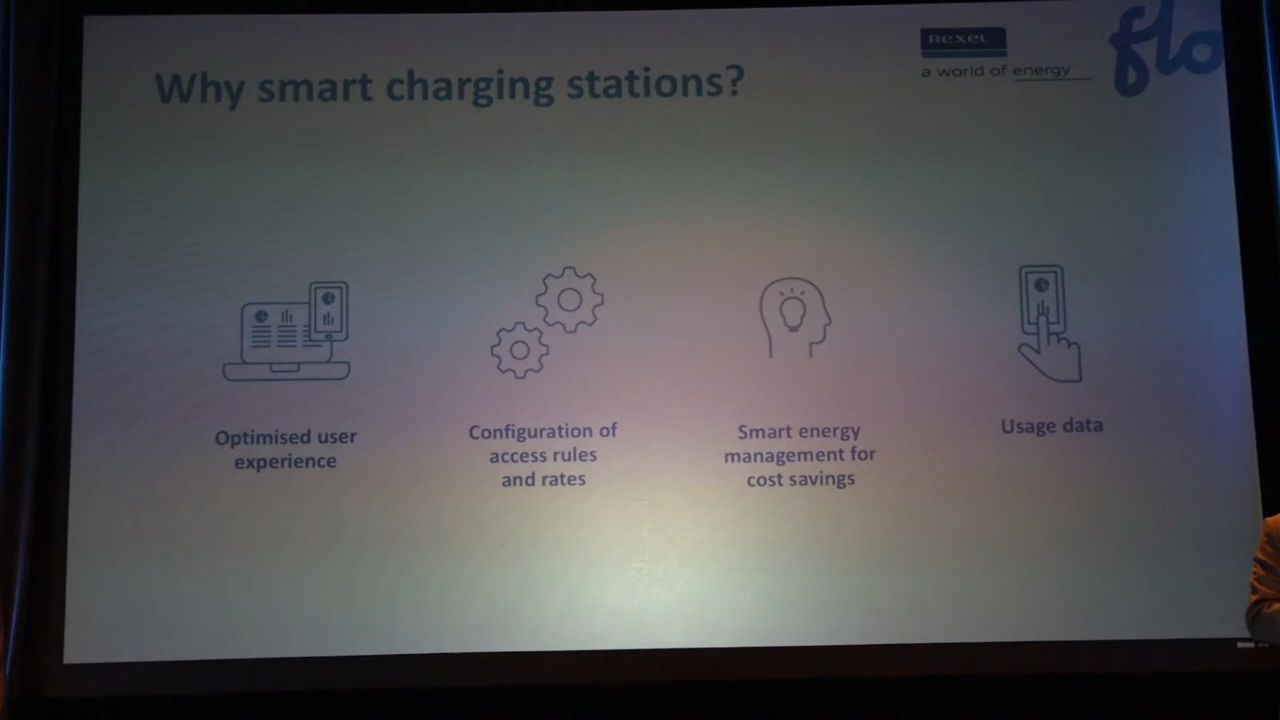 Why smart charging stations?
REXEL
a world of energy
flo
Optimised user
experience
Configuration of
access rules
and rates
Smart energy
management for
cost savings
Usage data